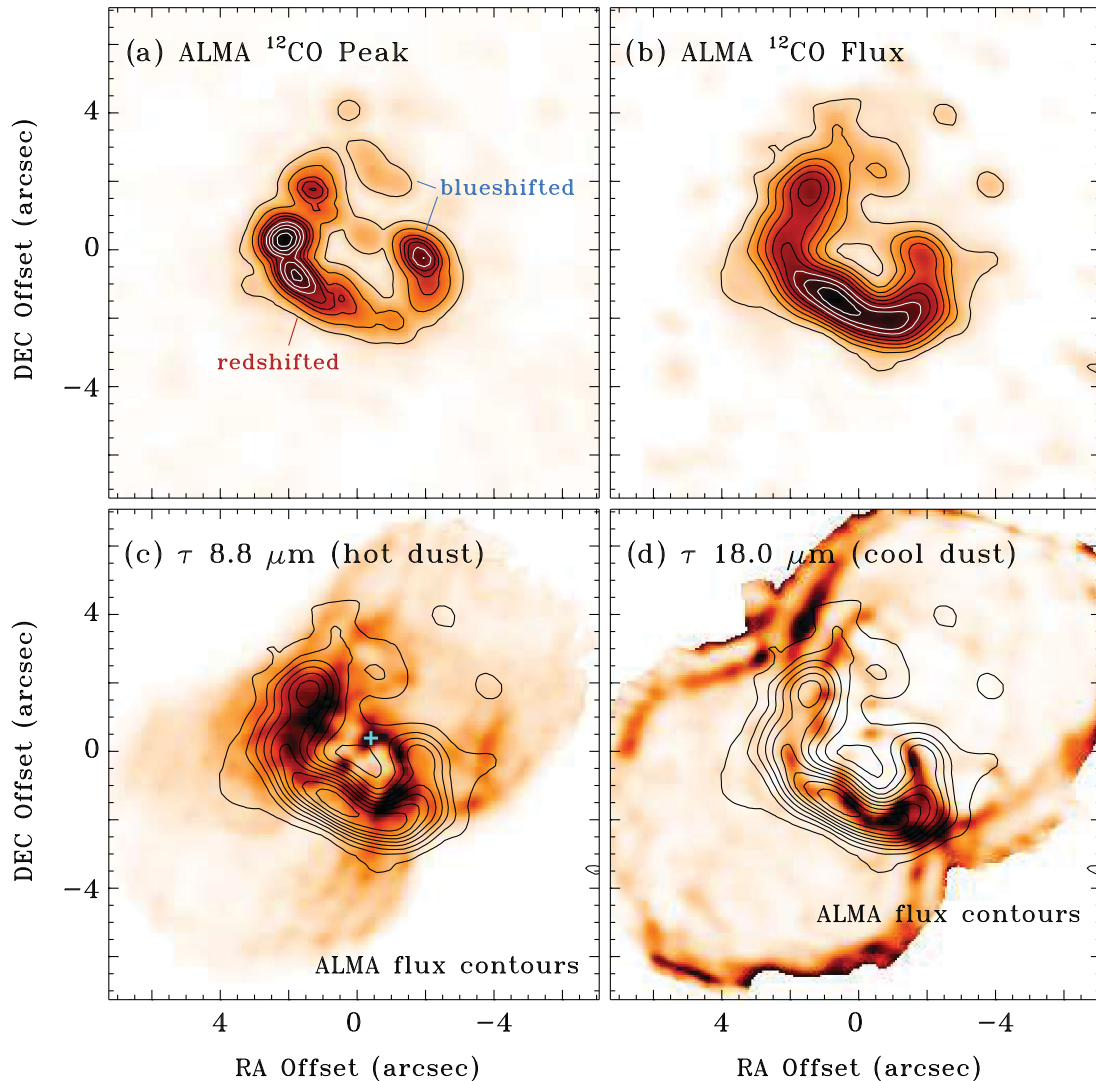 (a) ALMA ¹²CO Peak
(b) ALMA ¹²CO Flux
DEC Offset (arcsec)
4
0
−4
blueshifted
redshifted
(c) τ 8.8 μm (hot dust)
(d) τ 18.0 μm (cool dust)
DEC Offset (arcsec)
4
0
−4
ALMA flux contours
ALMA flux contours
4
0
−4
4
0
−4
RA Offset (arcsec)
RA Offset (arcsec)